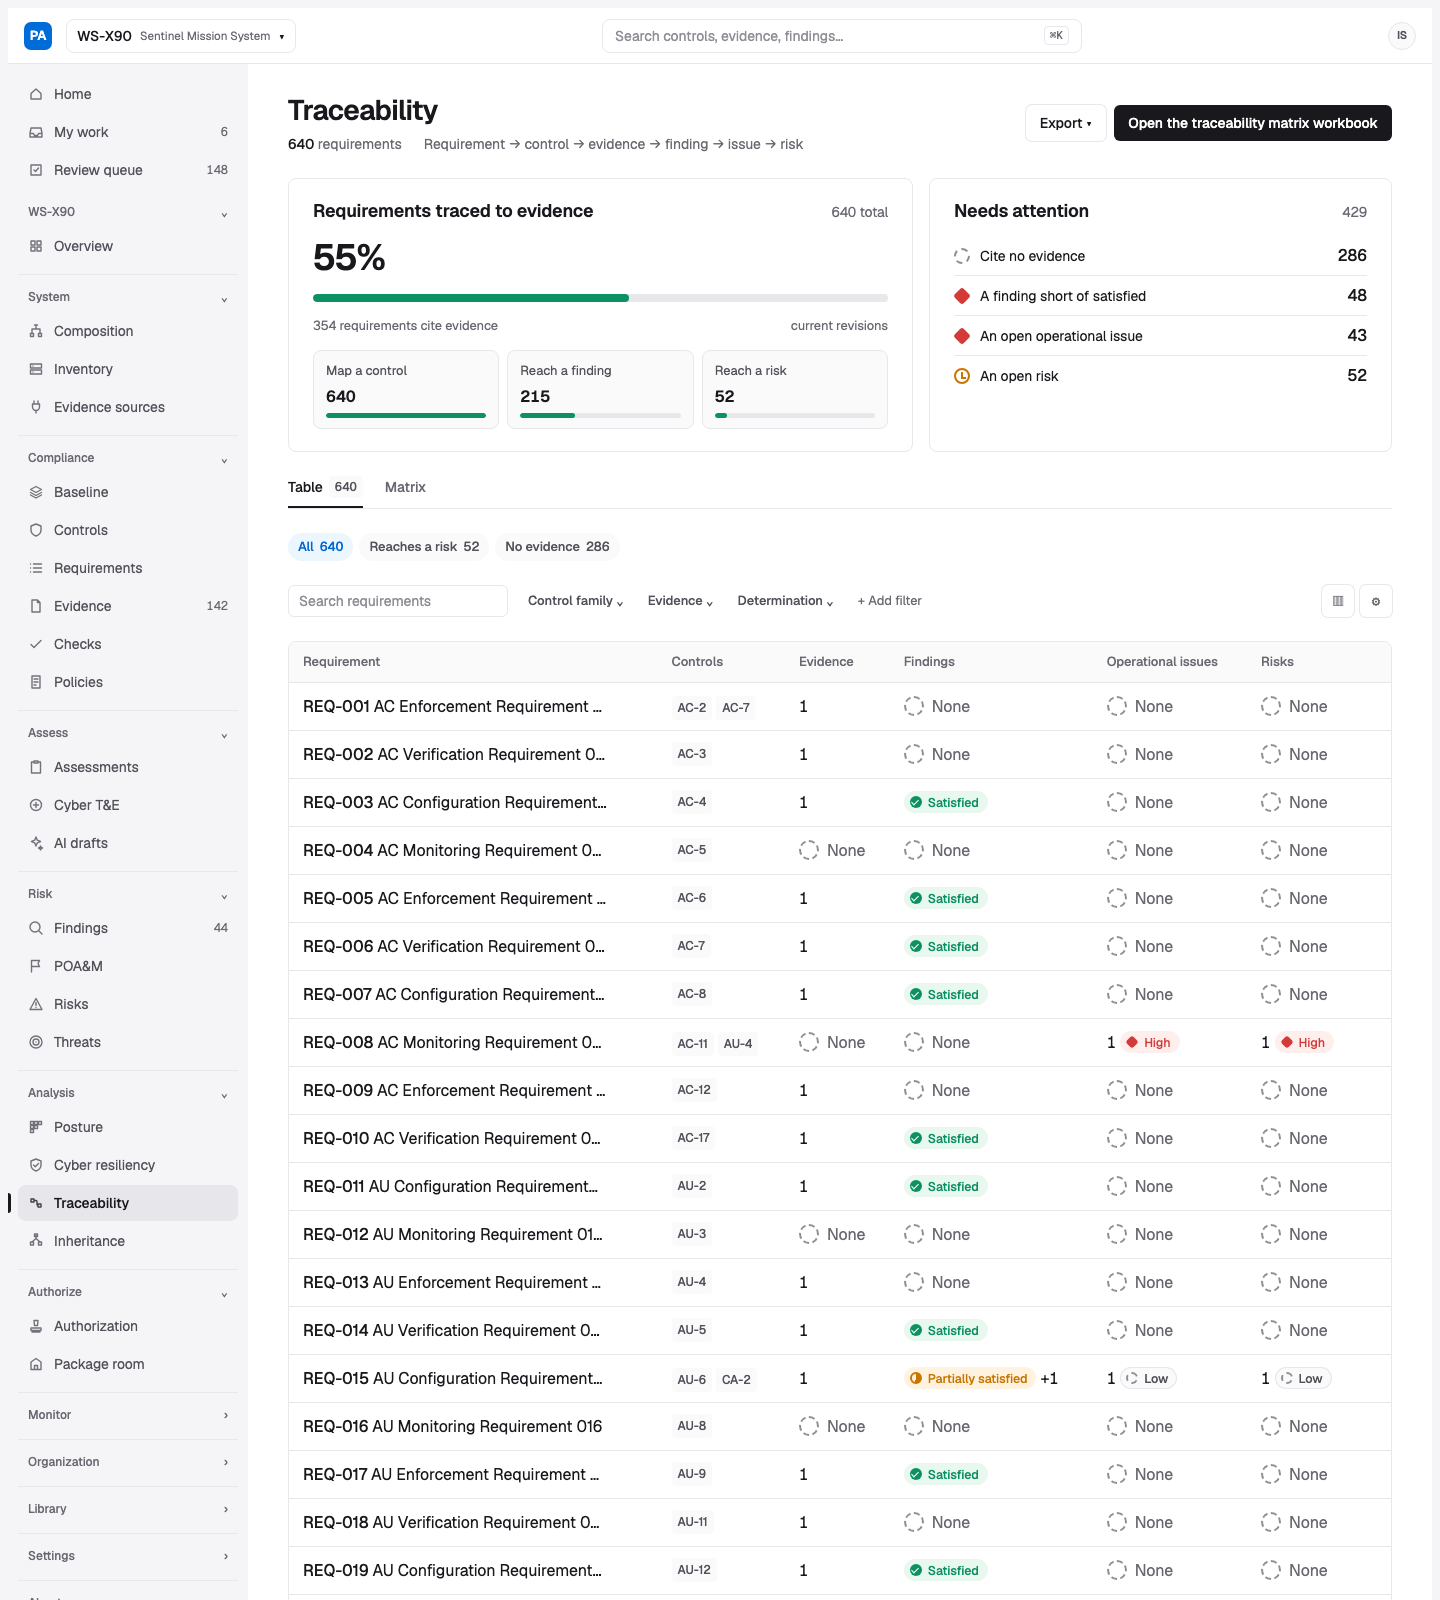 PA WS-X90 Sentinel Mission System ▾ Search controls, evidence, findings… ⌘K IS
Home
My work 6
Review queue 148
WS-X90
Overview
System
Composition
Inventory
Evidence sources
Compliance
Baseline
Controls
Requirements
Evidence 142
Checks
Policies
Assess
Assessments
Cyber T&E
AI drafts
Risk
Findings 44
POA&M
Risks
Threats
Analysis
Posture
Cyber resiliency
Traceability
Inheritance
Authorize
Authorization
Package room
Monitor
Organization
Library
Settings
Traceability
640 requirements Requirement → control → evidence → finding → issue → risk
Export ▾ Open the traceability matrix workbook
Requirements traced to evidence 640 total
55%
354 requirements cite evidence current revisions
Map a control
640
Reach a finding
215
Reach a risk
52
Needs attention 429
Cite no evidence 286
A finding short of satisfied 48
An open operational issue 43
An open risk 52
Table 640 Matrix
All 640 Reaches a risk 52 No evidence 286
Search requirements Control family Evidence Determination + Add filter
Requirement Controls Evidence Findings Operational issues Risks
REQ-001 AC Enforcement Requirement … AC-2 AC-7 1 None None None
REQ-002 AC Verification Requirement 0… AC-3 1 None None None
REQ-003 AC Configuration Requirement… AC-4 1 Satisfied None None
REQ-004 AC Monitoring Requirement 0… AC-5 None None None None
REQ-005 AC Enforcement Requirement … AC-6 1 Satisfied None None
REQ-006 AC Verification Requirement 0… AC-7 1 Satisfied None None
REQ-007 AC Configuration Requirement… AC-8 1 Satisfied None None
REQ-008 AC Monitoring Requirement 0… AC-11 AU-4 None None 1 High 1 High
REQ-009 AC Enforcement Requirement … AC-12 1 None None None
REQ-010 AC Verification Requirement 0… AC-17 1 Satisfied None None
REQ-011 AU Configuration Requirement… AU-2 1 Satisfied None None
REQ-012 AU Monitoring Requirement 01… AU-3 None None None None
REQ-013 AU Enforcement Requirement … AU-4 1 None None None
REQ-014 AU Verification Requirement 0… AU-5 1 Satisfied None None
REQ-015 AU Configuration Requirement… AU-6 CA-2 1 Partially satisfied +1 1 Low 1 Low
REQ-016 AU Monitoring Requirement 016 AU-8 None None None None
REQ-017 AU Enforcement Requirement … AU-9 1 Satisfied None None
REQ-018 AU Verification Requirement 0… AU-11 1 None None None
REQ-019 AU Configuration Requirement… AU-12 1 Satisfied None None